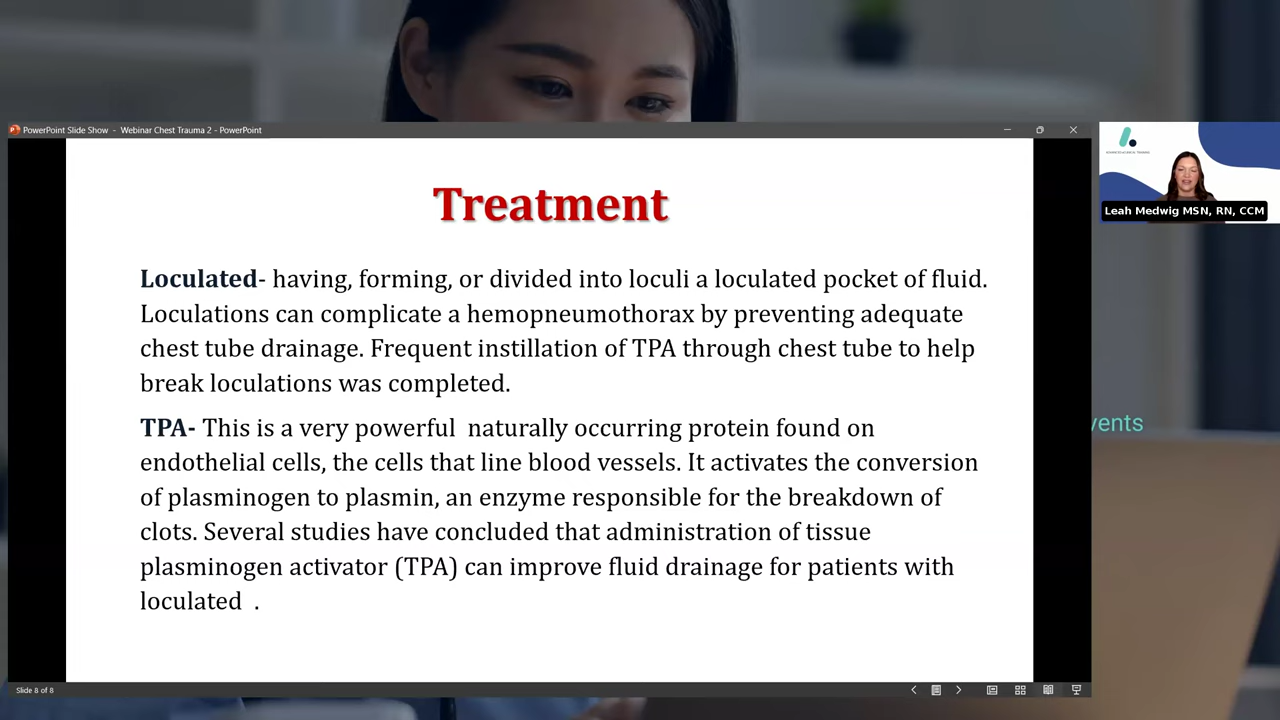 PowerPoint Slide Show - Webinar Chest Trauma 2 - PowerPoint
Treatment
Loculated- having, forming, or divided into loculi a loculated pocket of fluid.
Loculations can complicate a hemopneumothorax by preventing adequate
chest tube drainage. Frequent instillation of TPA through chest tube to help
break loculations was completed.
TPA- This is a very powerful  naturally occurring protein found on
endothelial cells, the cells that line blood vessels. It activates the conversion
of plasminogen to plasmin, an enzyme responsible for the breakdown of
clots. Several studies have concluded that administration of tissue
plasminogen activator (TPA) can improve fluid drainage for patients with
loculated  .
Slide 8 of 8
Leah Medwig MSN, RN, CCM
vents